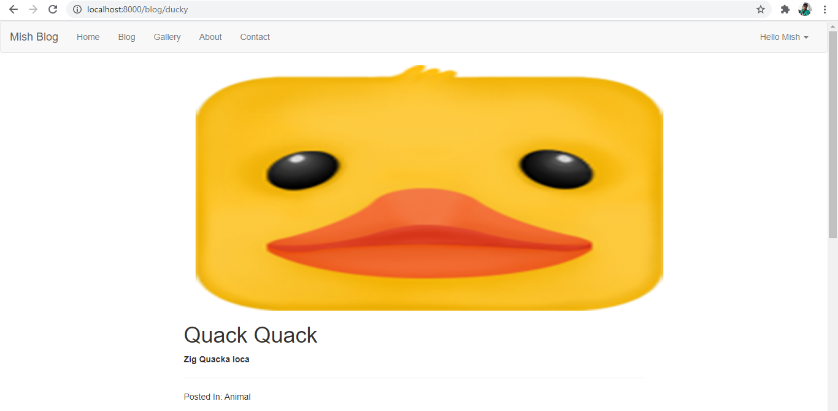 localhost:8000/blog/ducky
Mish Blog Home Blog Gallery About Contact Hello Mish
Quack Quack
Zig Quacka loca
Posted In: Animal